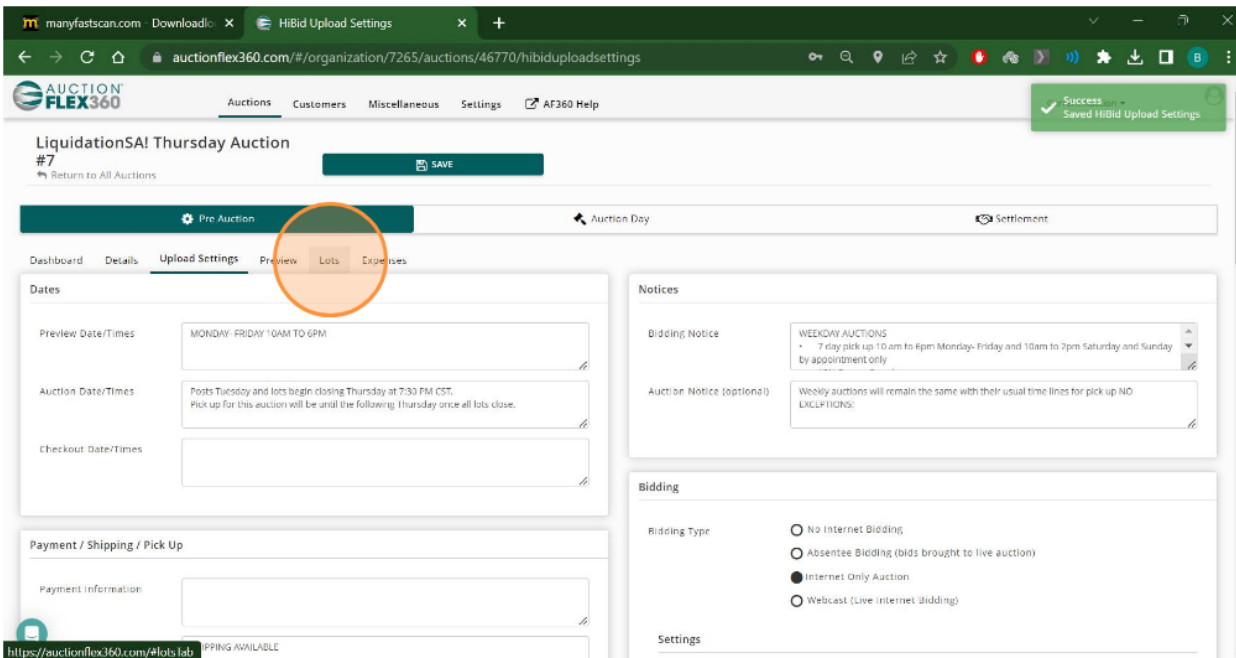 manyfastscan.com - Downloadlo
HiBid Upload Settings
auctionflex360.com/#/organization/7265/auctions/46770/hibiduploadsettings
B
AUCTION
FLEX360
Auctions
Customers
Miscellaneous
Settings
AF360 Help
Success
Saved HiBid Upload Settings
LiquidationSA! Thursday Auction
#7
Return to All Auctions
SAVE
Pre Auction
Auction Day
Settlement
Dashboard
Details
Upload Settings
Preview
Lots
Expenses
Dates
Preview Date/Times
MONDAY- FRIDAY 10AM TO 6PM
Auction Date/Times
Posts Tuesday and lots begin closing Thursday at 7:30 PM CST.
Pick up for this auction will be until the following Thursday once all lots close.
Checkout Date/Times
Payment / Shipping / Pick Up
Payment Information
SHIPPING AVAILABLE
https://auctionflex360.com/#lotstab
Notices
Bidding Notice
WEEKDAY AUCTIONS
• 7 day pick up 10 am to 6pm Monday- Friday and 10am to 2pm Saturday and Sunday
by appointment only
Auction Notice (optional)
Weekly auctions will remain the same with their usual time lines for pick up NO
EXCEPTIONS!
Bidding
Bidding Type
No Internet Bidding
Absentee Bidding (bids brought to live auction)
Internet Only Auction
Webcast (Live Internet Bidding)
Settings